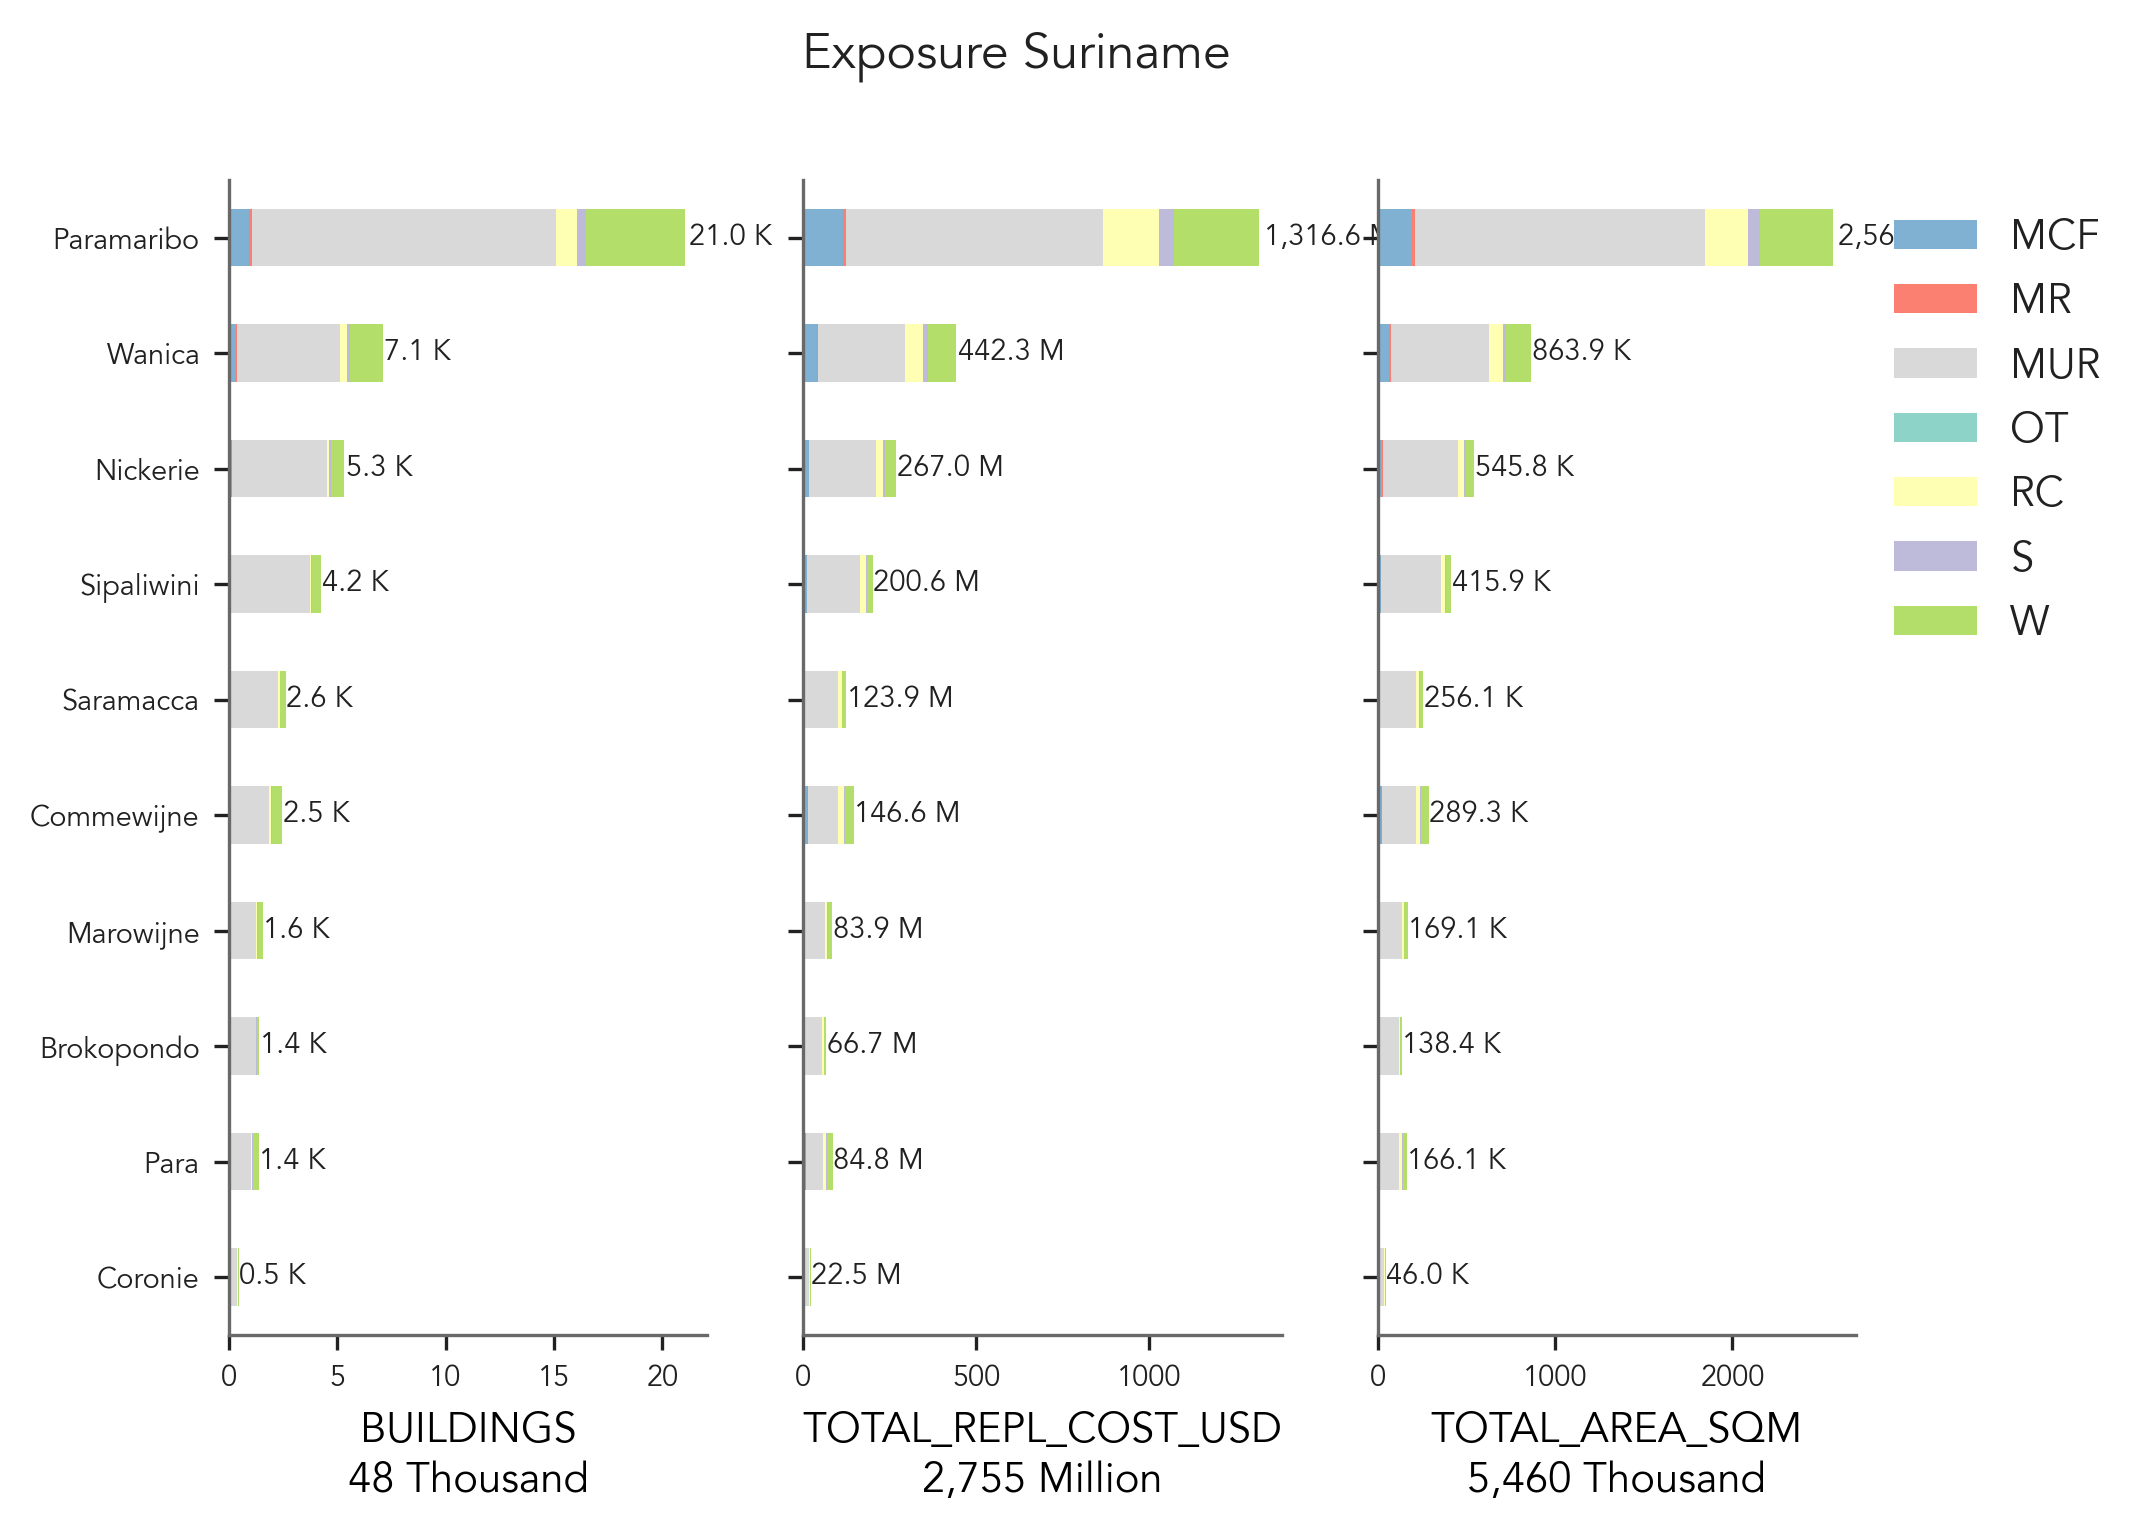 Exposure Suriname
Paramaribo
Wanica
Nickerie
Sipaliwini
Saramacca
Commewijne
Marowijne
Brokopondo
Para
Coronie
21.0 K
7.1 K
5.3 K
4.2 K
2.6 K
2.5 K
1.6 K
1.4 K
1.4 K
0.5 K
0 5 10 15 20
BUILDINGS
48 Thousand
1,316.6
442.3 M
267.0 M
200.6 M
123.9 M
146.6 M
83.9 M
66.7 M
84.8 M
22.5 M
0 500 1000
TOTAL_REPL_COST_USD
2,755 Million
2,56
863.9 K
545.8 K
415.9 K
256.1 K
289.3 K
169.1 K
138.4 K
166.1 K
46.0 K
0 1000 2000
TOTAL_AREA_SQM
5,460 Thousand
MCF
MR
MUR
OT
RC
S
W